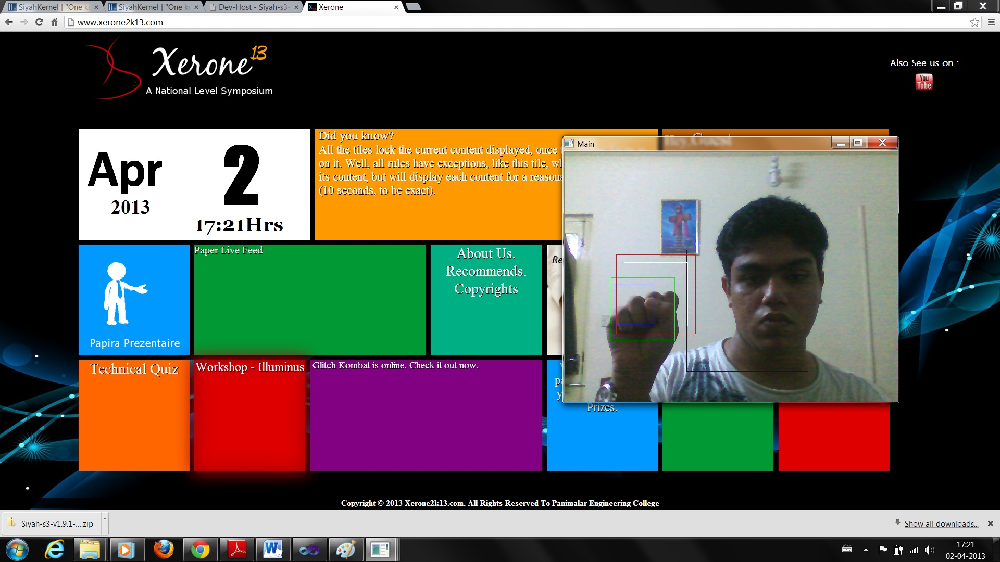 SiyahKernel | "One k
SiyahKernel | "One k
Dev-Host - Siyah-s3-
Xerone
www.xerone2k13.com
Xerone 13
A National Level Symposium
Also See us on :
You
Tube
Apr
2
2013
17:21Hrs
Did you know?
All the tiles lock the current content displayed, once
on it. Well, all rules have exceptions, like this tile,
its content, but will display each content for a
(10 seconds, to be exact).
Hey,Guest
Main
Papira Prezentaire
Paper Live Feed
About Us.
Recommends.
Copyrights
Technical Quiz
Workshop - Illuminus
Glitch Kombat is online. Check it out now.
Prizes.
Copyright © 2013 Xerone2k13.com. All Rights Reserved To Panimalar Engineering College
Siyah-s3-v1.9.1-....zip
Show all downloads...
17:21
02-04-2013